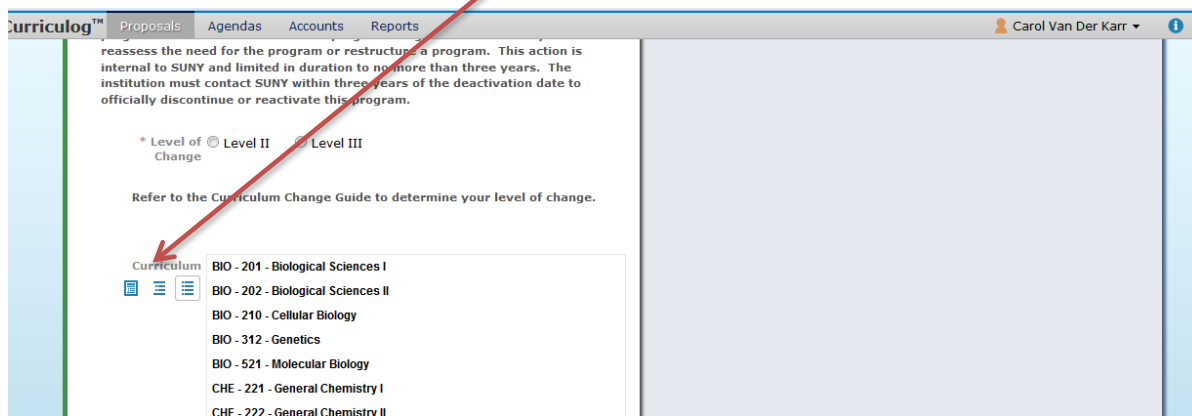 Curriculog™ Proposals Agendas Accounts Reports Carol Van Der Karr
reassess the need for the program or restructure a program. This action is
internal to SUNY and limited in duration to no more than three years. The
institution must contact SUNY within three years of the deactivation date to
officially discontinue or reactivate this program.
* Level of Change
Level II Level III
Refer to the Curriculum Change Guide to determine your level of change.
Curriculum
BIO - 201 - Biological Sciences I
BIO - 202 - Biological Sciences II
BIO - 210 - Cellular Biology
BIO - 312 - Genetics
BIO - 521 - Molecular Biology
CHE - 221 - General Chemistry I
CHE - 222 - General Chemistry II